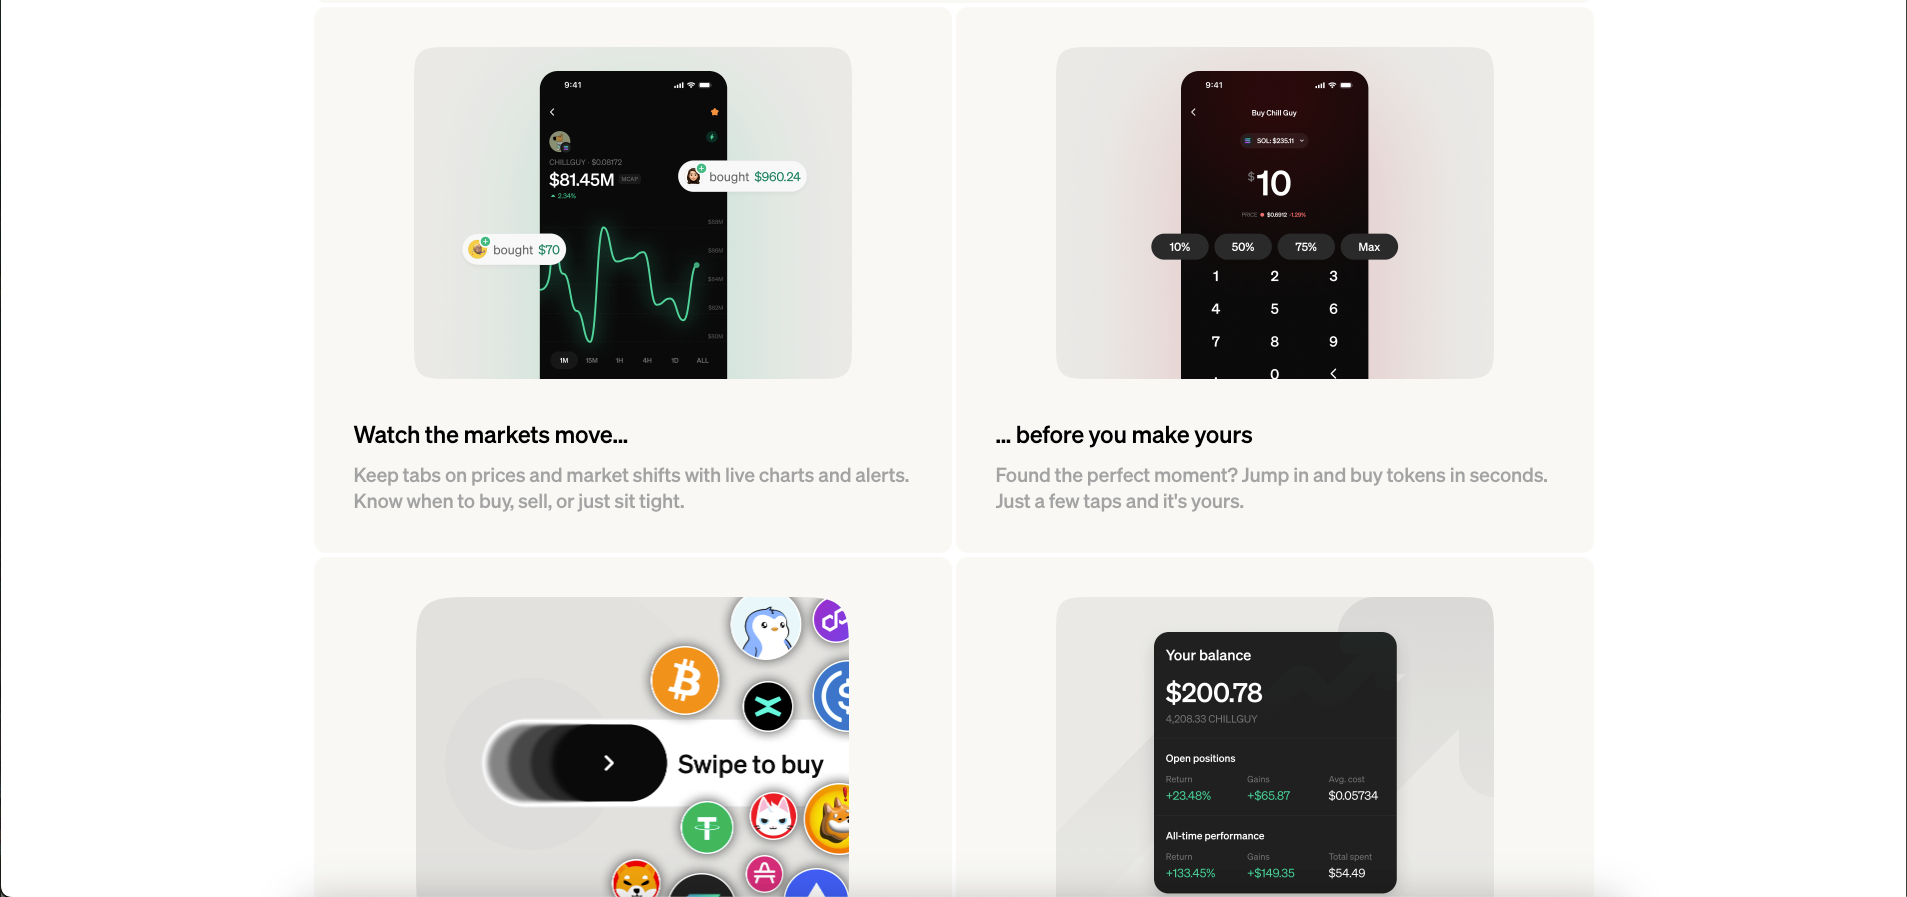 9:41
CHILLGUY · $0.08172
$81.45M MCAP
2.34%
bought $960.24
bought $70
$88M
$86M
$84M
$82M
$80M
1M 15M 1H 4H 1D ALL
Watch the markets move...
Keep tabs on prices and market shifts with live charts and alerts.
Know when to buy, sell, or just sit tight.
9:41
Buy Chill Guy
SOL: $235.11
$10
PRICE $0.6912 -1.29%
10% 50% 75% Max
1 2 3
4 5 6
7 8 9
. 0
... before you make yours
Found the perfect moment? Jump in and buy tokens in seconds.
Just a few taps and it's yours.
Swipe to buy
Your balance
$200.78
4,208.33 CHILLGUY
Open positions
Return Gains Avg. cost
+23.48% +$65.87 $0.05734
All-time performance
Return Gains Total spent
+133.45% +$149.35 $54.49